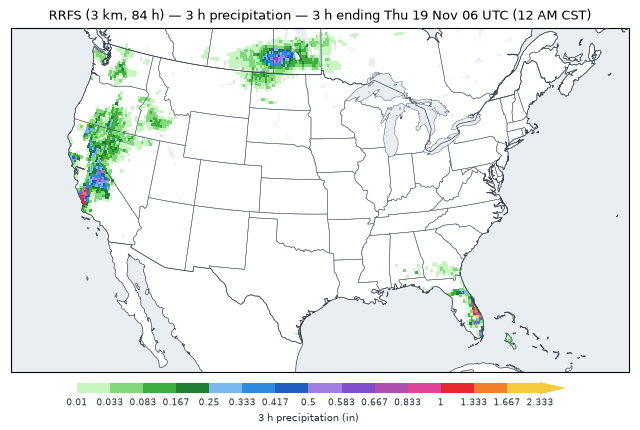 RRFS (3 km, 84 h) — 3 h precipitation — 3 h ending Thu 19 Nov 06 UTC (12 AM CST)
0.01 0.033 0.083 0.167 0.25 0.333 0.417 0.5 0.583 0.667 0.833 1 1.333 1.667 2.333
3 h precipitation (in)